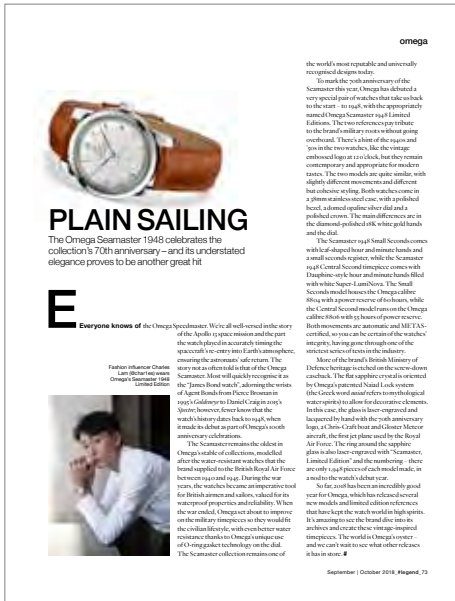 omega
PLAIN SAILING
The Omega Seamaster 1948 celebrates the
collection's 70th anniversary – and its understated
elegance proves to be another great hit
Everyone knows of the Omega Speedmaster. We're all well-versed in the story
of the Apollo 13 space mission and the part
the watch played in accurately timing the
spacecraft's re-entry into Earth's atmosphere,
ensuring the astronauts' safe return. The
story not as often told is that of the Omega
Seamaster. Most will quickly recognise it as
the "James Bond watch", adorning the wrists
of Agent Bonds from Pierce Brosnan in
1995's Goldeneye to Daniel Craig in 2015's
Spectre; however, fewer know that the
watch's history dates back to 1948, when
it made its debut as part of Omega's 100th
anniversary celebrations.
The Seamaster remains the oldest in
Omega's stable of collections, modelled
after the water-resistant watches that the
brand supplied to the British Royal Air Force
between 1940 and 1945. During the war
years, the watches became an imperative tool
for British airmen and sailors, valued for its
waterproof properties and reliability. When
the war ended, Omega set about to improve
on the military timepieces so they would fit
the civilian lifestyle, with even better water
resistance thanks to Omega's unique use
of O-ring gasket technology on the dial.
The Seamaster collection remains one of
Fashion influencer Charles
Lam (@char1es) wears
Omega's Seamaster 1948
Limited Edition
the world's most reputable and universally
recognised designs today.
To mark the 70th anniversary of the
Seamaster this year, Omega has debuted a
very special pair of watches that take us back
to the start – to 1948, with the appropriately
named Omega Seamaster 1948 Limited
Editions. The two references pay tribute
to the brand's military roots without going
overboard. There's a hint of the 1940s and
'50s in the two watches, like the vintage
embossed logo at 12 o'clock, but they remain
contemporary and appropriate for modern
tastes. The two models are quite similar, with
slightly different movements and different
but cohesive styling. Both watches come in
a 38mm stainless steel case, with a polished
bezel, a domed opaline silver dial and a
polished crown. The main differences are in
the diamond-polished 18K white gold hands
and the dial.
The Seamaster 1948 Small Seconds comes
with leaf-shaped hour and minute hands and
a small seconds register, while the Seamaster
1948 Central Second timepiece comes with
Dauphine-style hour and minute hands filled
with white Super-LumiNova. The Small
Seconds model houses the Omega calibre
8804 with a power reserve of 60 hours, while
the Central Second model runs on the Omega
calibre 8806 with 55 hours of power reserve.
Both movements are automatic and METAS-
certified, so you can be certain of the watches'
integrity, having gone through one of the
strictest series of tests in the industry.
More of the brand's British Ministry of
Defence heritage is etched on the screw-down
caseback. The flat sapphire crystal is oriented
by Omega's patented Naiad Lock system
(the Greek word naiad refers to mythological
water spirits) to allow for decorative elements.
In this case, the glass is laser-engraved and
lacquered by hand with the 70th anniversary
logo, a Chris-Craft boat and Gloster Meteor
aircraft, the first jet plane used by the Royal
Air Force. The ring around the sapphire
glass is also laser-engraved with "Seamaster,
Limited Edition" and the numbering – there
are only 1,948 pieces of each model made, in
a nod to the watch's debut year.
So far, 2018 has been an incredibly good
year for Omega, which has released several
new models and limited edition references
that have kept the watch world in high spirits.
It's amazing to see the brand dive into its
archives and create these vintage-inspired
timepieces. The world is Omega's oyster –
and we can't wait to see what other releases
it has in store. #
September | October 2018_#legend_73